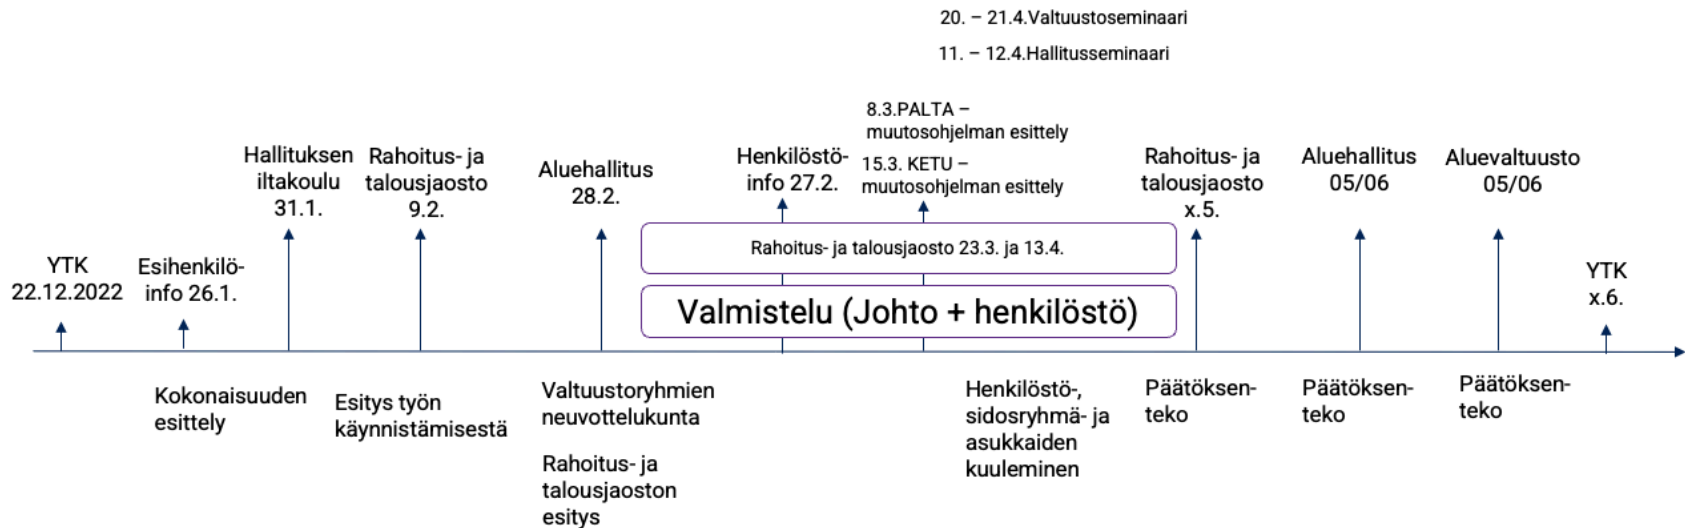 20. – 21.4.Valtuustoseminaari
11. – 12.4.Hallitusseminaari
8.3.PALTA –
muutosohjelman esittely
15.3. KETU –
muutosohjelman esittely
YTK
22.12.2022
Esihenkilö-
info 26.1.
Hallituksen
iltakoulu
31.1.
Rahoitus- ja
talousjaosto
9.2.
Aluehallitus
28.2.
Henkilöstö-
info 27.2.
Rahoitus- ja
talousjaosto
x.5.
Aluehallitus
05/06
Aluevaltuusto
05/06
YTK
x.6.
Rahoitus- ja talousjaosto 23.3. ja 13.4.
Valmistelu (Johto + henkilöstö)
Kokonaisuuden
esittely
Esitys työn
käynnistämisestä
Valtuustoryhmien
neuvottelukunta
Rahoitus- ja
talousjaoston
esitys
Henkilöstö-,
sidosryhmä- ja
asukkaiden
kuuleminen
Päätöksen-
teko
Päätöksen-
teko
Päätöksen-
teko